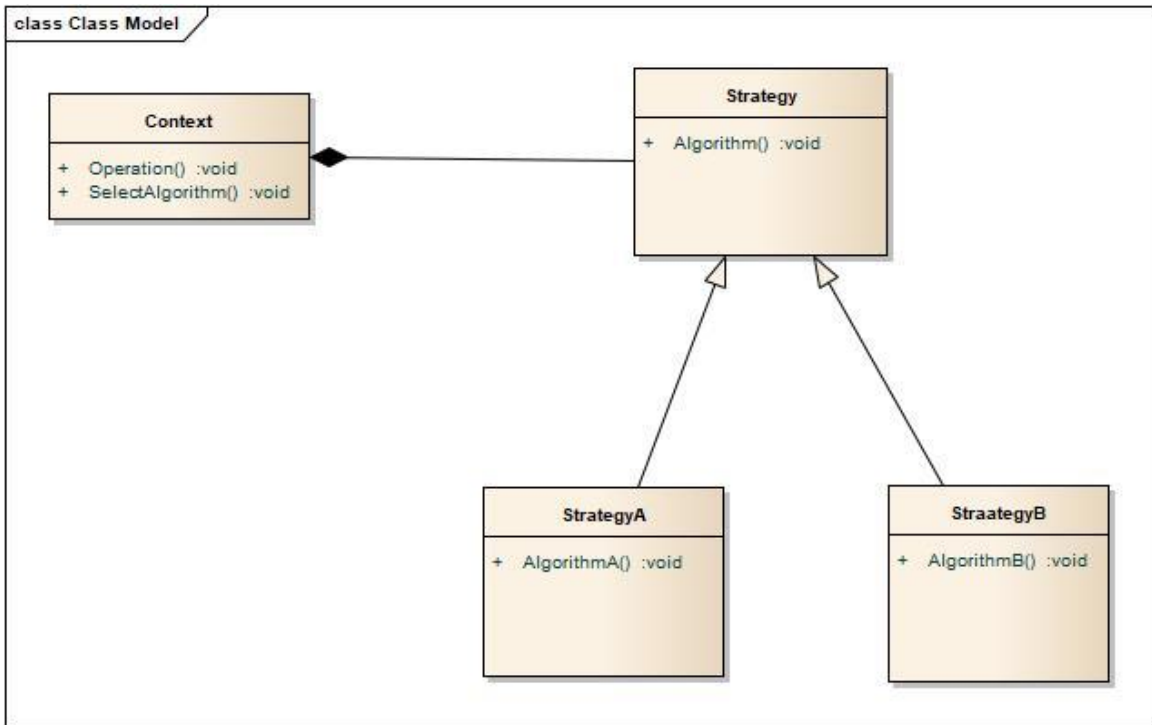 class Class Model
Context
+ Operation() :void
+ SelectAlgorithm() :void
Strategy
+ Algorithm() :void
StrategyA
+ AlgorithmA() :void
StraategyB
+ AlgorithmB() :void